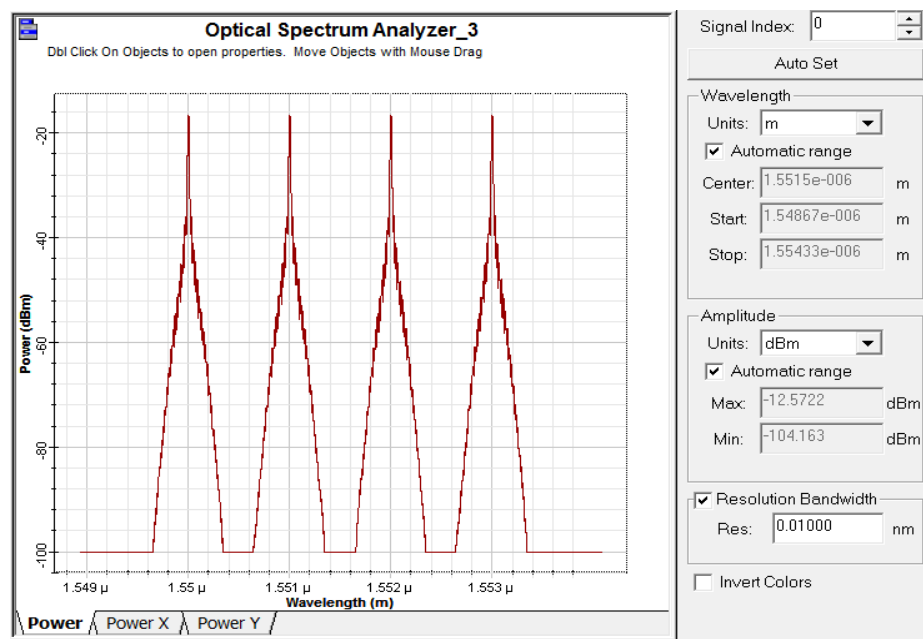 Optical Spectrum Analyzer_3
Dbl Click On Objects to open properties. Move Objects with Mouse Drag
Power (dBm)
-20
-40
-60
-80
-100
1.549 µ
1.55 µ
1.551 µ
1.552 µ
1.553 µ
Wavelength (m)
Power
Power X
Power Y
Signal Index: 0
Auto Set
Wavelength
Units: m
Automatic range
Center: 1.5515e-006 m
Start: 1.54867e-006 m
Stop: 1.55433e-006 m
Amplitude
Units: dBm
Automatic range
Max: -12.5722 dBm
Min: -104.163 dBm
Resolution Bandwidth
Res: 0.01000 nm
Invert Colors